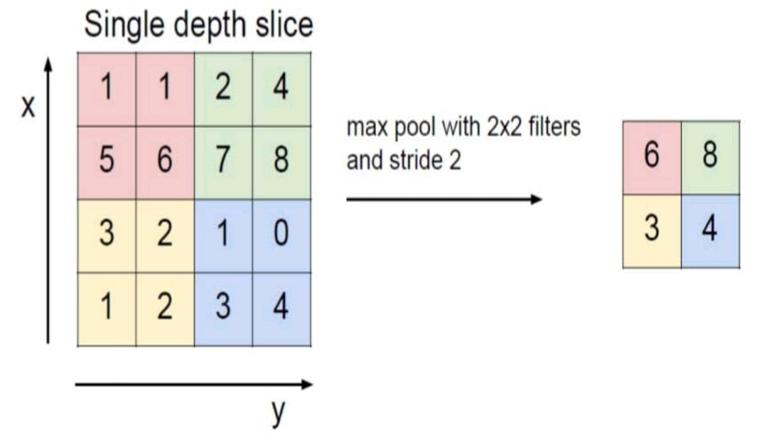 Single depth slice
x
1 1 2 4
5 6 7 8
3 2 1 0
1 2 3 4
y
max pool with 2x2 filters
and stride 2
6 8
3 4